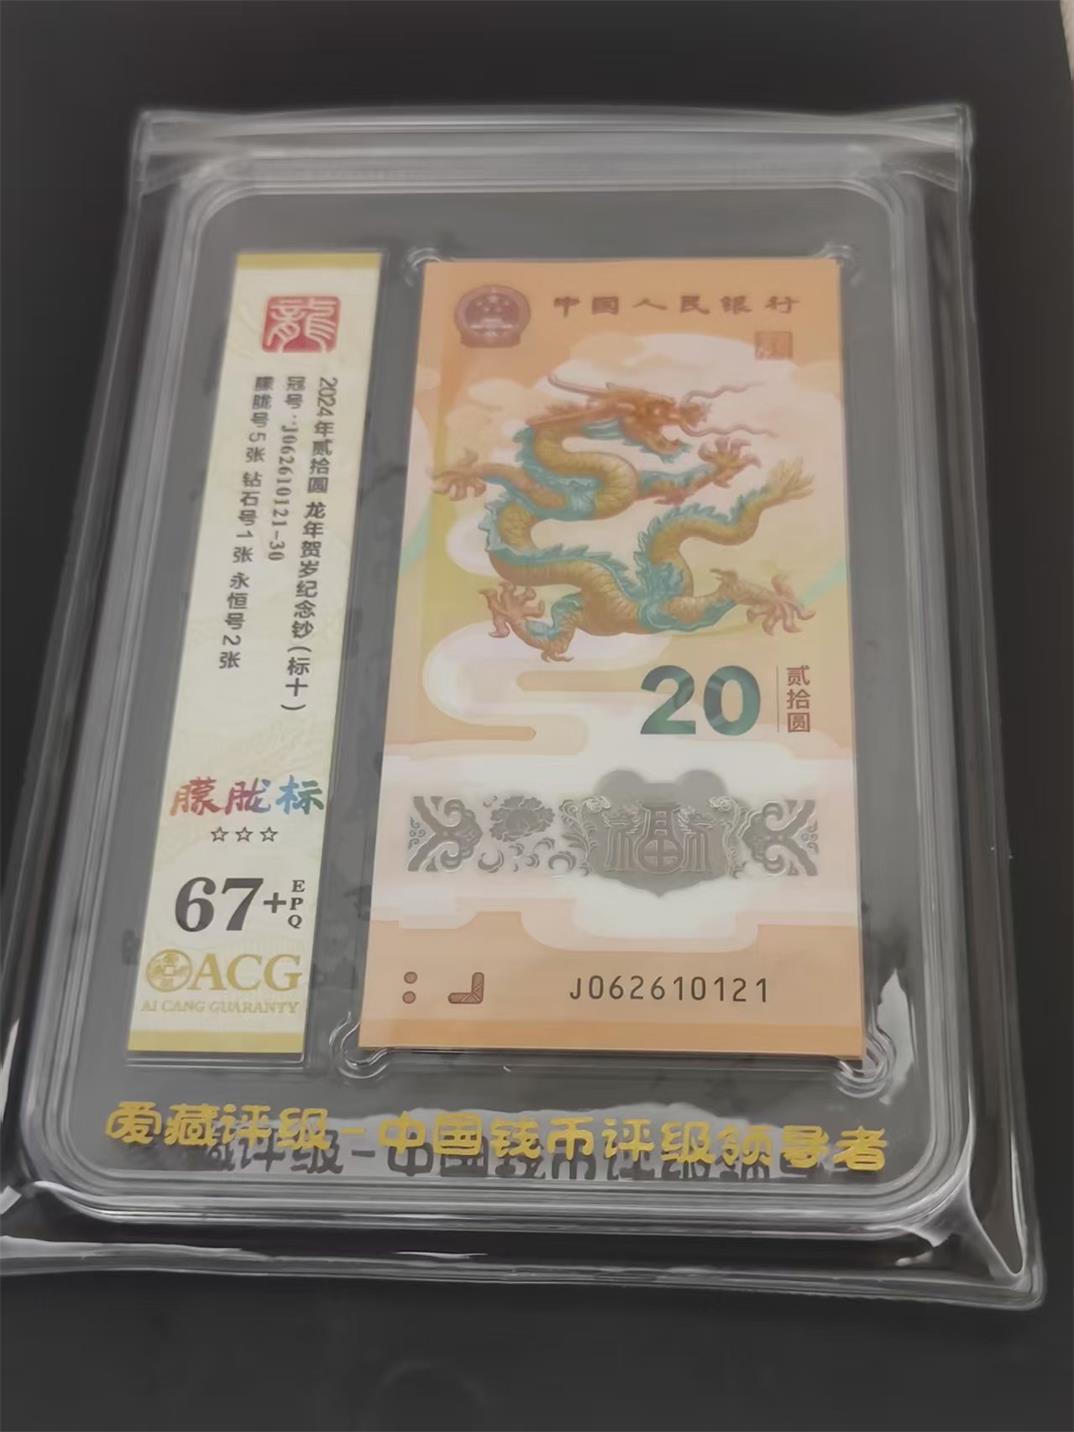 龍
2024年贰拾圆 龙年贺岁纪念钞(标十)
冠号:J062610121-30
朦胧号5张 钻石号1张 永恒号2张
朦胧标
☆☆☆
67+EPQ
ACG
AI CANG GUARANTY
中国人民银行
20
贰拾圆
福
J062610121
爱藏评级-中国钱币评级领导者